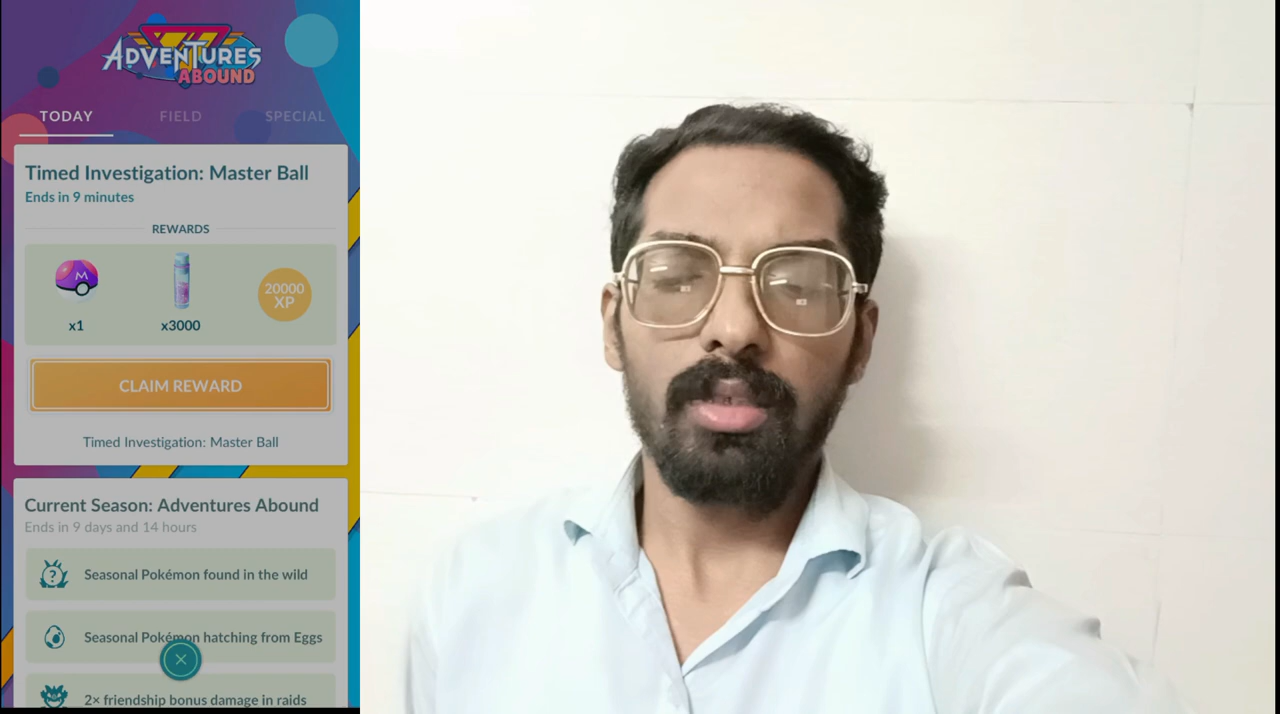 ADVENTURES
ABOUND
TODAY
FIELD
SPECIAL
Timed Investigation: Master Ball
Ends in 9 minutes
REWARDS
M
20000
XP
x1
x3000
CLAIM REWARD
Timed Investigation: Master Ball
Current Season: Adventures Abound
Ends in 9 days and 14 hours
?
Seasonal Pokémon found in the wild
Seasonal Pokémon hatching from Eggs
2× friendship bonus damage in raids